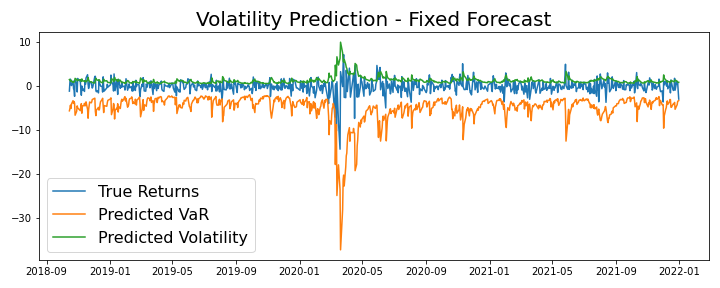 Volatility Prediction - Fixed Forecast
10
0
−10
−20
−30
True Returns
Predicted VaR
Predicted Volatility
2018-09 2019-01 2019-05 2019-09 2020-01 2020-05 2020-09 2021-01 2021-05 2021-09 2022-01